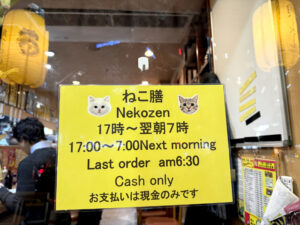 ねこ膳
Nekozen
17時～翌朝7時
17:00～7:00Next morning
Last order am6:30
Cash only
お支払いは現金のみです